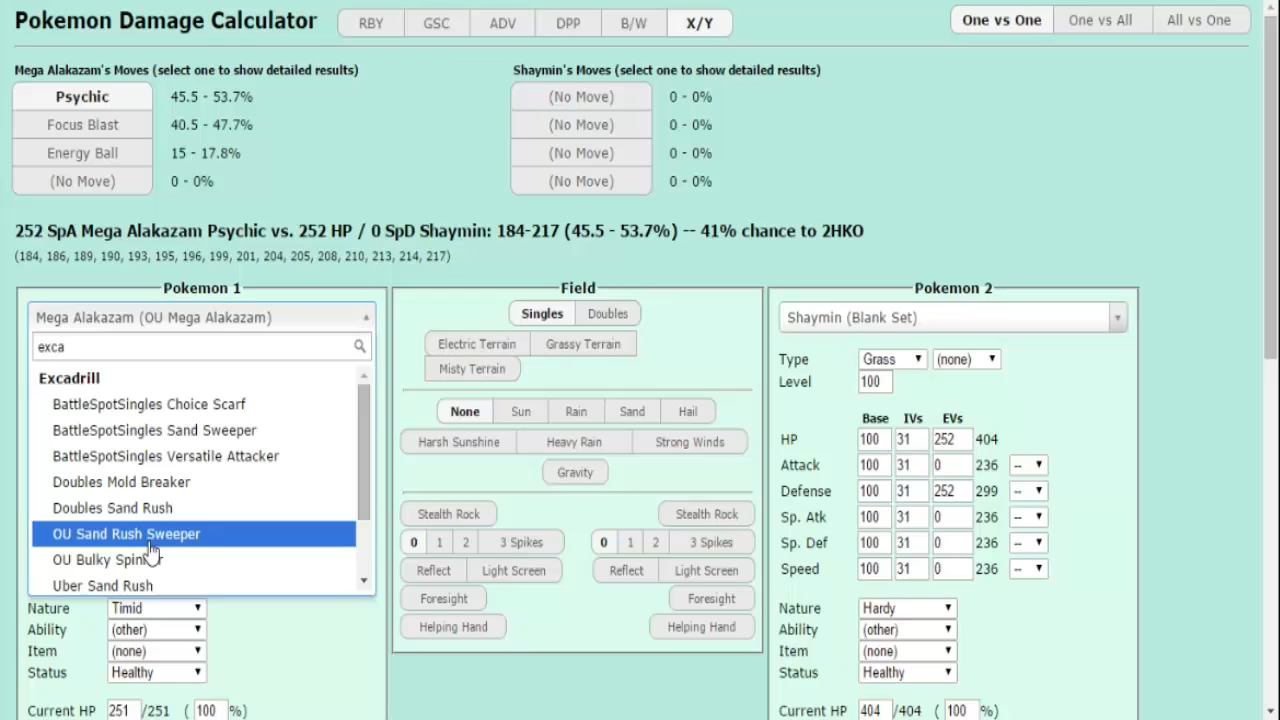 Pokemon Damage Calculator
RBY GSC ADV DPP B/W X/Y
One vs One One vs All All vs One
Mega Alakazam's Moves (select one to show detailed results)
Psychic 45.5 - 53.7%
Focus Blast 40.5 - 47.7%
Energy Ball 15 - 17.8%
(No Move) 0 - 0%
Shaymin's Moves (select one to show detailed results)
(No Move) 0 - 0%
(No Move) 0 - 0%
(No Move) 0 - 0%
(No Move) 0 - 0%
252 SpA Mega Alakazam Psychic vs. 252 HP / 0 SpD Shaymin: 184-217 (45.5 - 53.7%) -- 41% chance to 2HKO
(184, 186, 189, 190, 193, 195, 196, 199, 201, 204, 205, 208, 210, 213, 214, 217)
Pokemon 1
Mega Alakazam (OU Mega Alakazam)
exca
Excadrill
BattleSpotSingles Choice Scarf
BattleSpotSingles Sand Sweeper
BattleSpotSingles Versatile Attacker
Doubles Mold Breaker
Doubles Sand Rush
OU Sand Rush Sweeper
OU Bulky
Uber Sand Rush
Nature Timid
Ability (other)
Item (none)
Status Healthy
Current HP 251 /251 ( 100 %)
Field
Singles Doubles
Electric Terrain Grassy Terrain
Misty Terrain
None Sun Rain Sand Hail
Harsh Sunshine Heavy Rain Strong Winds
Gravity
Stealth Rock Stealth Rock
0 1 2 3 Spikes 0 1 2 3 Spikes
Reflect Light Screen Reflect Light Screen
Foresight Foresight
Helping Hand Helping Hand
Pokemon 2
Shaymin (Blank Set)
Type Grass (none)
Level 100
Base IVs EVs
HP 100 31 252 404
Attack 100 31 0 236 --
Defense 100 31 252 299 --
Sp. Atk 100 31 0 236 --
Sp. Def 100 31 0 236 --
Speed 100 31 0 236 --
Nature Hardy
Ability (other)
Item (none)
Status Healthy
Current HP 404 /404 ( 100 %)